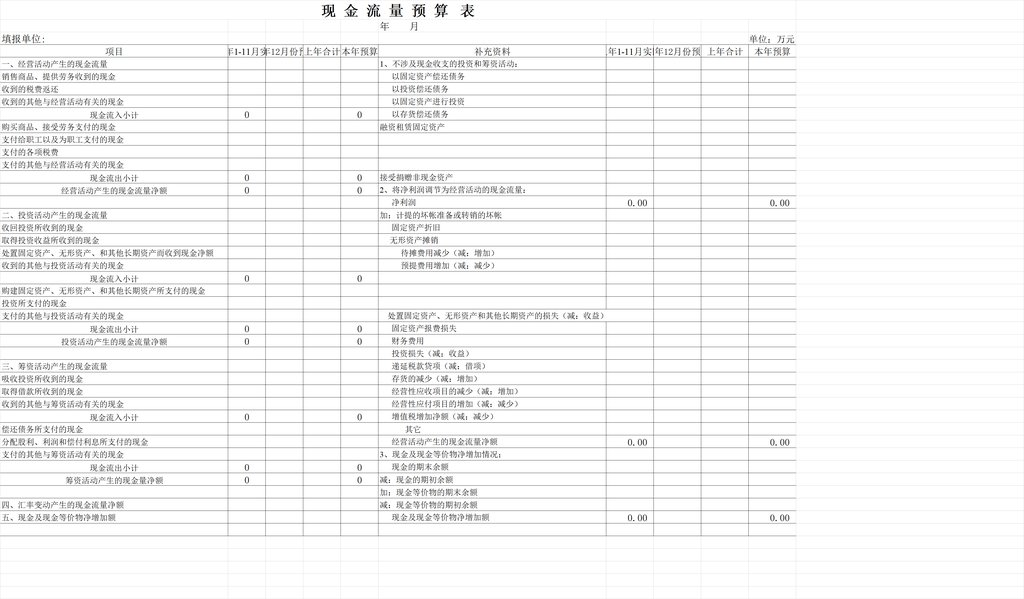 现 金 流 量 预 算 表
年 月
填报单位: 单位：万元
项目 年1-11月实 年12月份预 上年合计 本年预算 补充资料 年1-11月实 年12月份预 上年合计 本年预算
一、经营活动产生的现金流量 1、不涉及现金收支的投资和筹资活动：
销售商品、提供劳务收到的现金 以固定资产偿还债务
收到的税费返还 以投资偿还债务
收到的其他与经营活动有关的现金 以固定资产进行投资
现金流入小计 0 0 以存货偿还债务
购买商品、接受劳务支付的现金 融资租赁固定资产
支付给职工以及为职工支付的现金
支付的各项税费
支付的其他与经营活动有关的现金
现金流出小计 0 0 接受捐赠非现金资产
经营活动产生的现金流量净额 0 0 2、将净利润调节为经营活动的现金流量：
净利润 0.00 0.00
二、投资活动产生的现金流量 加：计提的坏帐准备或转销的坏帐
收回投资所收到的现金 固定资产折旧
取得投资收益所收到的现金 无形资产摊销
处置固定资产、无形资产、和其他长期资产而收到现金净额 待摊费用减少（减：增加）
收到的其他与投资活动有关的现金 预提费用增加（减：减少）
现金流入小计 0 0
购建固定资产、无形资产、和其他长期资产所支付的现金
投资所支付的现金
支付的其他与投资活动有关的现金 处置固定资产、无形资产和其他长期资产的损失（减：收益）
现金流出小计 0 0 固定资产报费损失
投资活动产生的现金流量净额 0 0 财务费用
投资损失（减：收益）
三、筹资活动产生的现金流量 递延税款贷项（减：借项）
吸收投资所收到的现金 存货的减少（减：增加）
取得借款所收到的现金 经营性应收项目的减少（减：增加）
收到的其他与筹资活动有关的现金 经营性应付项目的增加（减：减少）
现金流入小计 0 0 增值税增加净额（减：减少）
偿还债务所支付的现金 其它
分配股利、利润和偿付利息所支付的现金 经营活动产生的现金流量净额 0.00 0.00
支付的其他与筹资活动有关的现金 3、现金及现金等价物净增加情况：
现金流出小计 0 0 现金的期末余额
筹资活动产生的现金量净额 0 0 减：现金的期初余额
加：现金等价物的期末余额
四、汇率变动产生的现金流量净额 减：现金等价物的期初余额
五、现金及现金等价物净增加额 现金及现金等价物净增加额 0.00 0.00